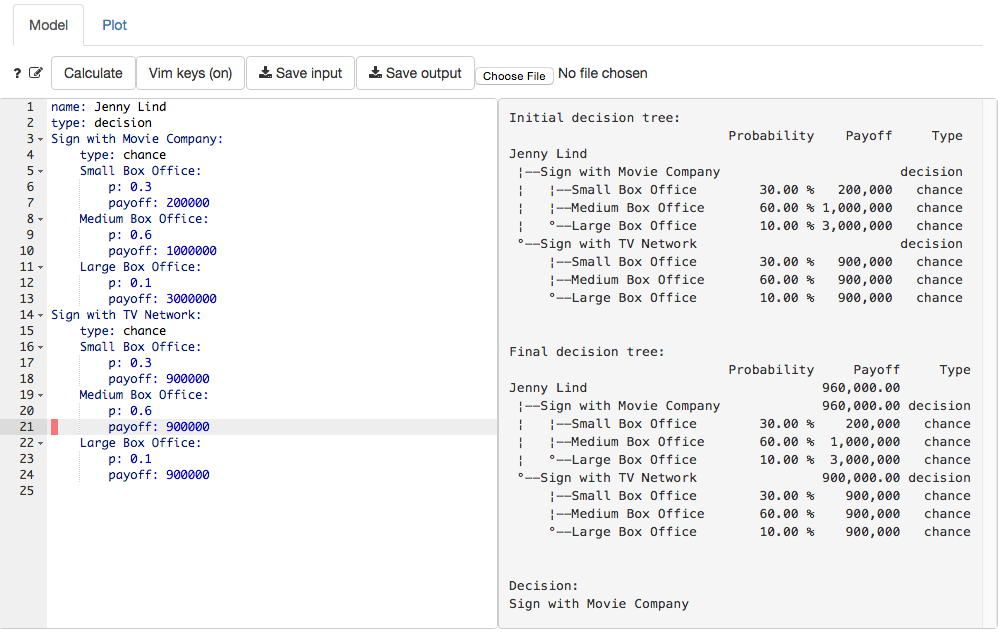 Model Plot
? Calculate Vim keys (on) Save input Save output Choose File No file chosen
1 name: Jenny Lind
2 type: decision
3 Sign with Movie Company:
4 type: chance
5 Small Box Office:
6 p: 0.3
7 payoff: 200000
8 Medium Box Office:
9 p: 0.6
10 payoff: 1000000
11 Large Box Office:
12 p: 0.1
13 payoff: 3000000
14 Sign with TV Network:
15 type: chance
16 Small Box Office:
17 p: 0.3
18 payoff: 900000
19 Medium Box Office:
20 p: 0.6
21 payoff: 900000
22 Large Box Office:
23 p: 0.1
24 payoff: 900000
25
Initial decision tree:
Probability Payoff Type
Jenny Lind
¦--Sign with Movie Company decision
¦ ¦--Small Box Office 30.00 % 200,000 chance
¦ ¦--Medium Box Office 60.00 % 1,000,000 chance
¦ °--Large Box Office 10.00 % 3,000,000 chance
°--Sign with TV Network decision
¦--Small Box Office 30.00 % 900,000 chance
¦--Medium Box Office 60.00 % 900,000 chance
°--Large Box Office 10.00 % 900,000 chance
Final decision tree:
Probability Payoff Type
Jenny Lind 960,000.00
¦--Sign with Movie Company 960,000.00 decision
¦ ¦--Small Box Office 30.00 % 200,000 chance
¦ ¦--Medium Box Office 60.00 % 1,000,000 chance
¦ °--Large Box Office 10.00 % 3,000,000 chance
°--Sign with TV Network 900,000.00 decision
¦--Small Box Office 30.00 % 900,000 chance
¦--Medium Box Office 60.00 % 900,000 chance
°--Large Box Office 10.00 % 900,000 chance
Decision:
Sign with Movie Company